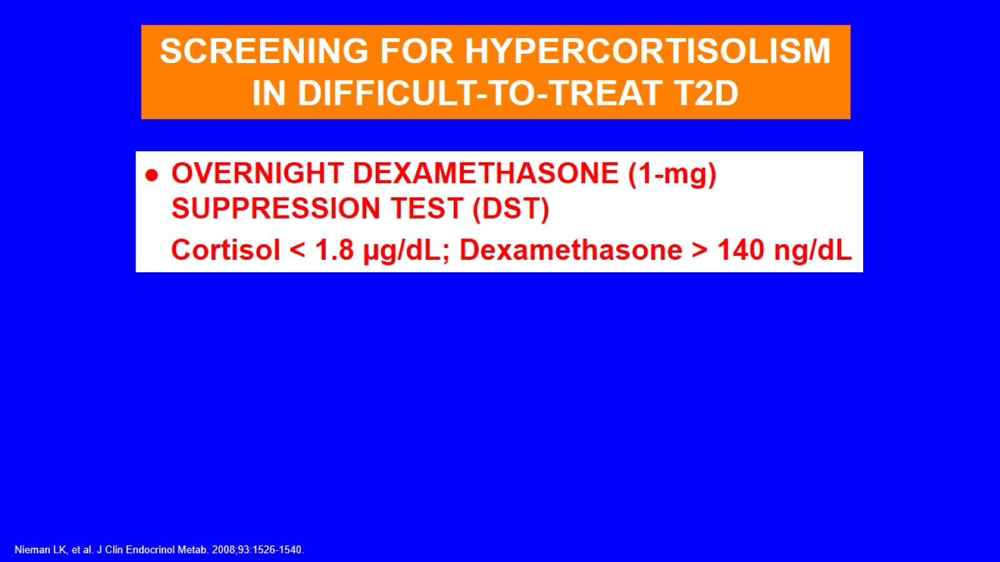 SCREENING FOR HYPERCORTISOLISM
IN DIFFICULT-TO-TREAT T2D
• OVERNIGHT DEXAMETHASONE (1-mg)
SUPPRESSION TEST (DST)
Cortisol < 1.8 µg/dL; Dexamethasone > 140 ng/dL
Nieman LK, et al. J Clin Endocrinol Metab. 2008;93:1526-1540.